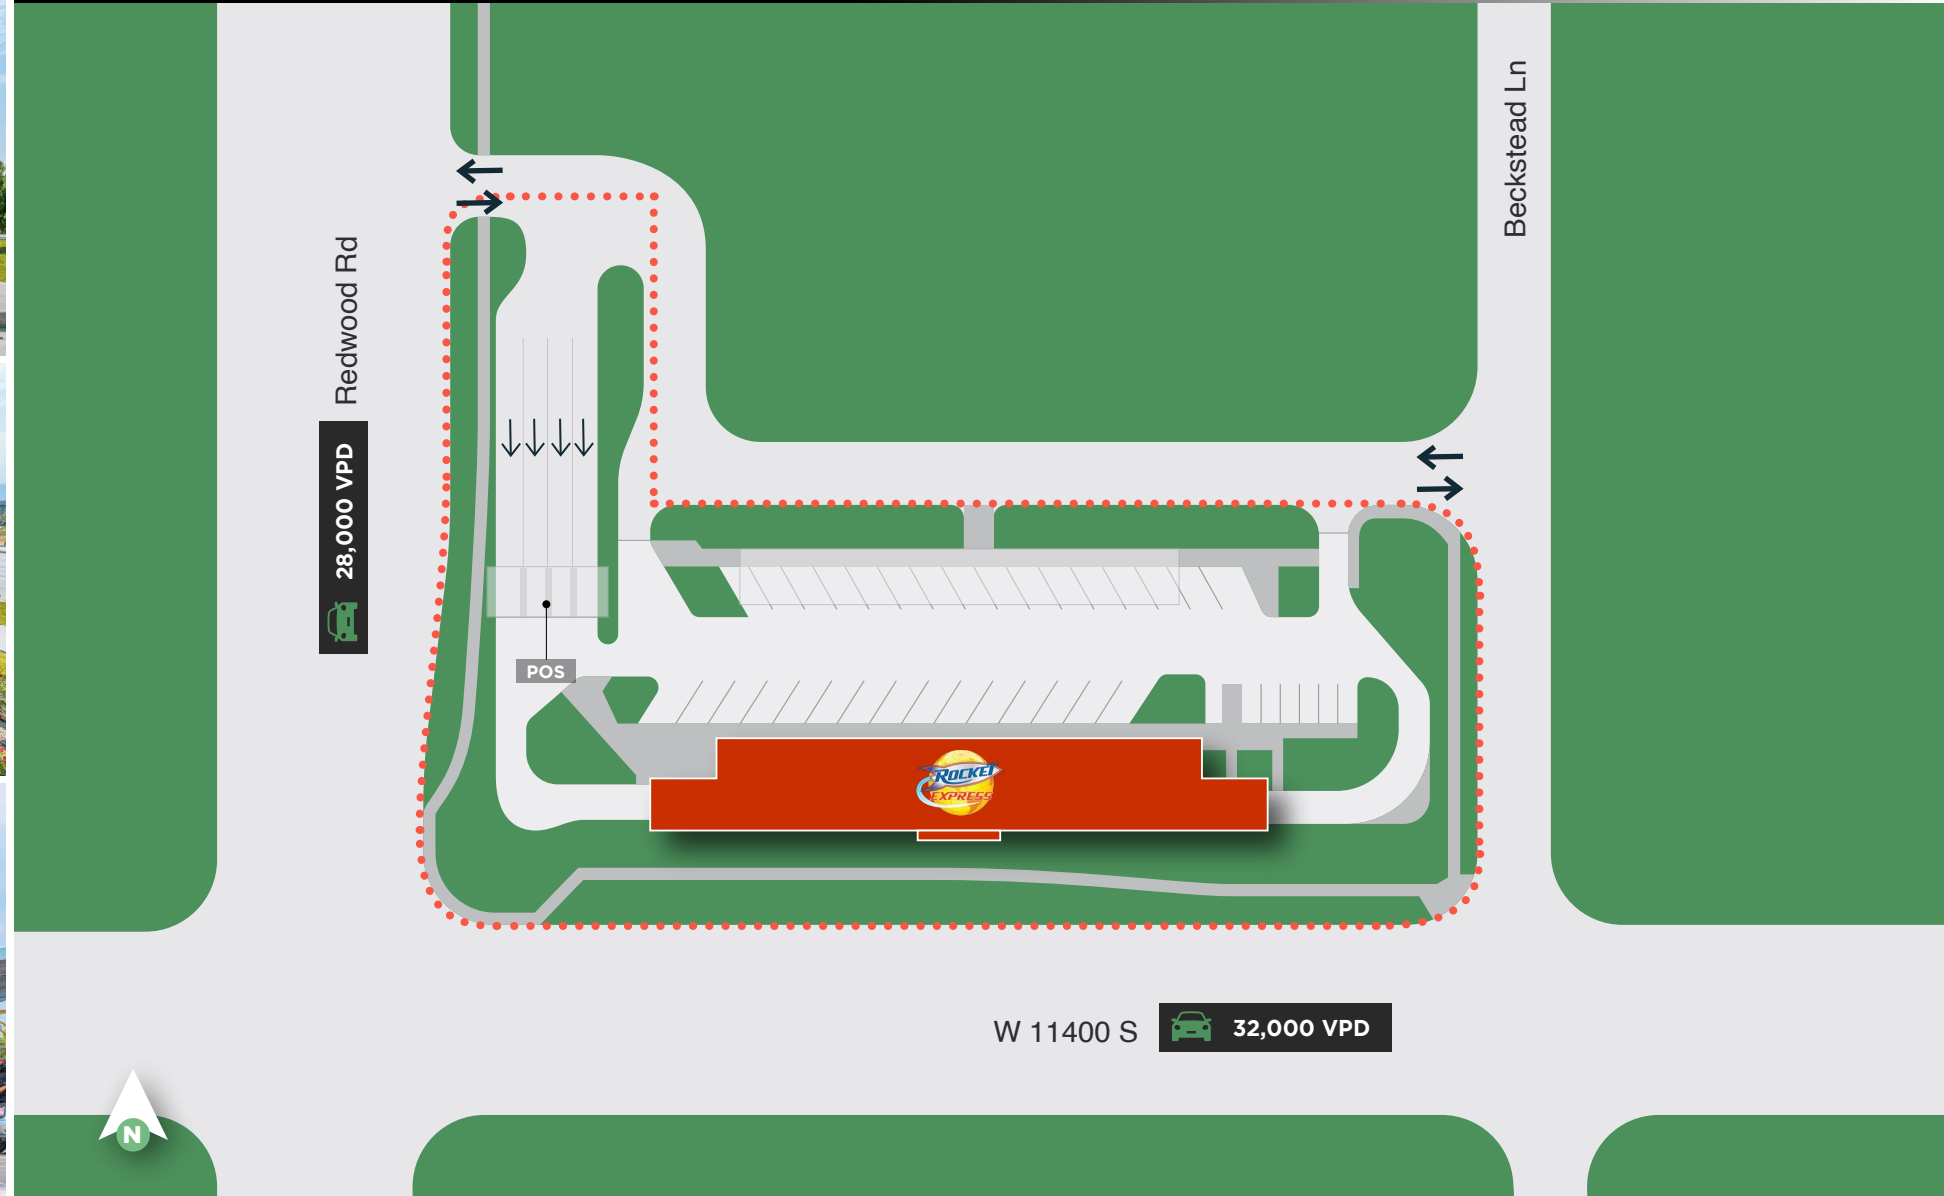 Beckstead Ln
Redwood Rd
28,000 VPD
POS
ROCKET
EXPRESS
W 11400 S
32,000 VPD
N